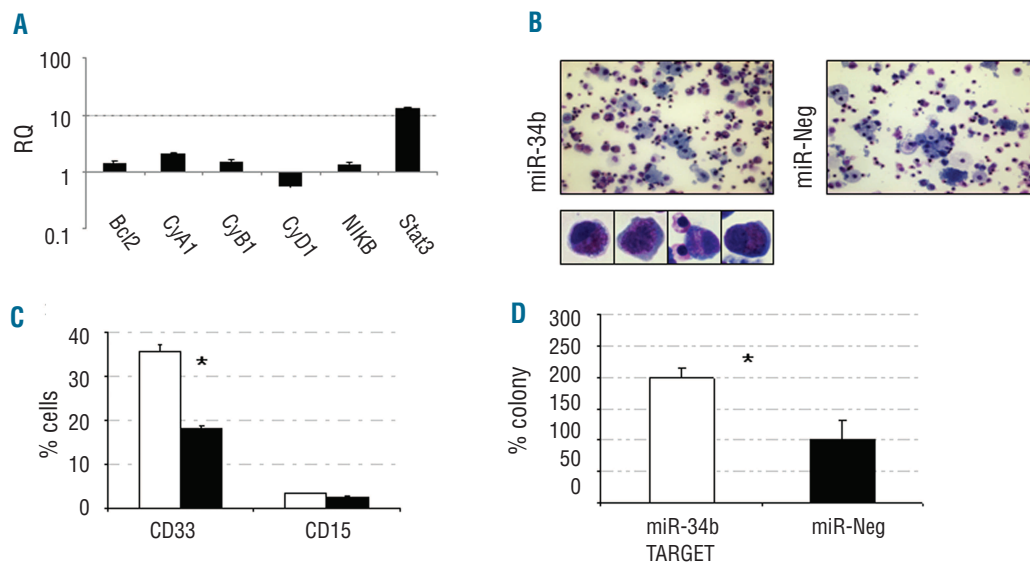 A
100
10
1
0.1
RQ
Bcl2
CyA1
CyB1
CyD1
NIKB
Stat3
B
miR-34b
miR-Neg
C
40
30
20
10
0
% cells
*
CD33
CD15
D
300
250
200
150
100
50
0
% colony
*
miR-34b
TARGET
miR-Neg